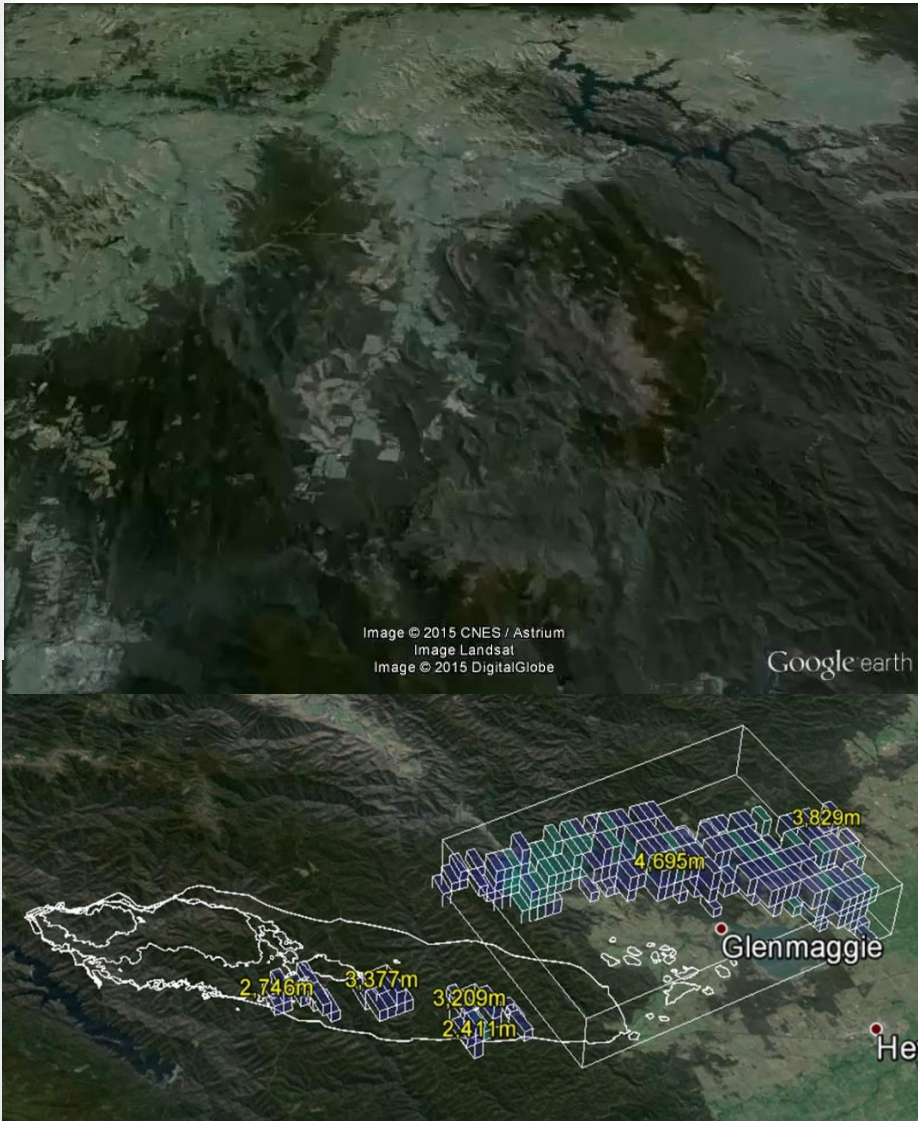 Image © 2015 CNES / Astrium
Image Landsat
Image © 2015 DigitalGlobe
Google earth
3,829m
4,695m
Glenmaggie
2,746m
3,377m
3,209m
2,411m
He